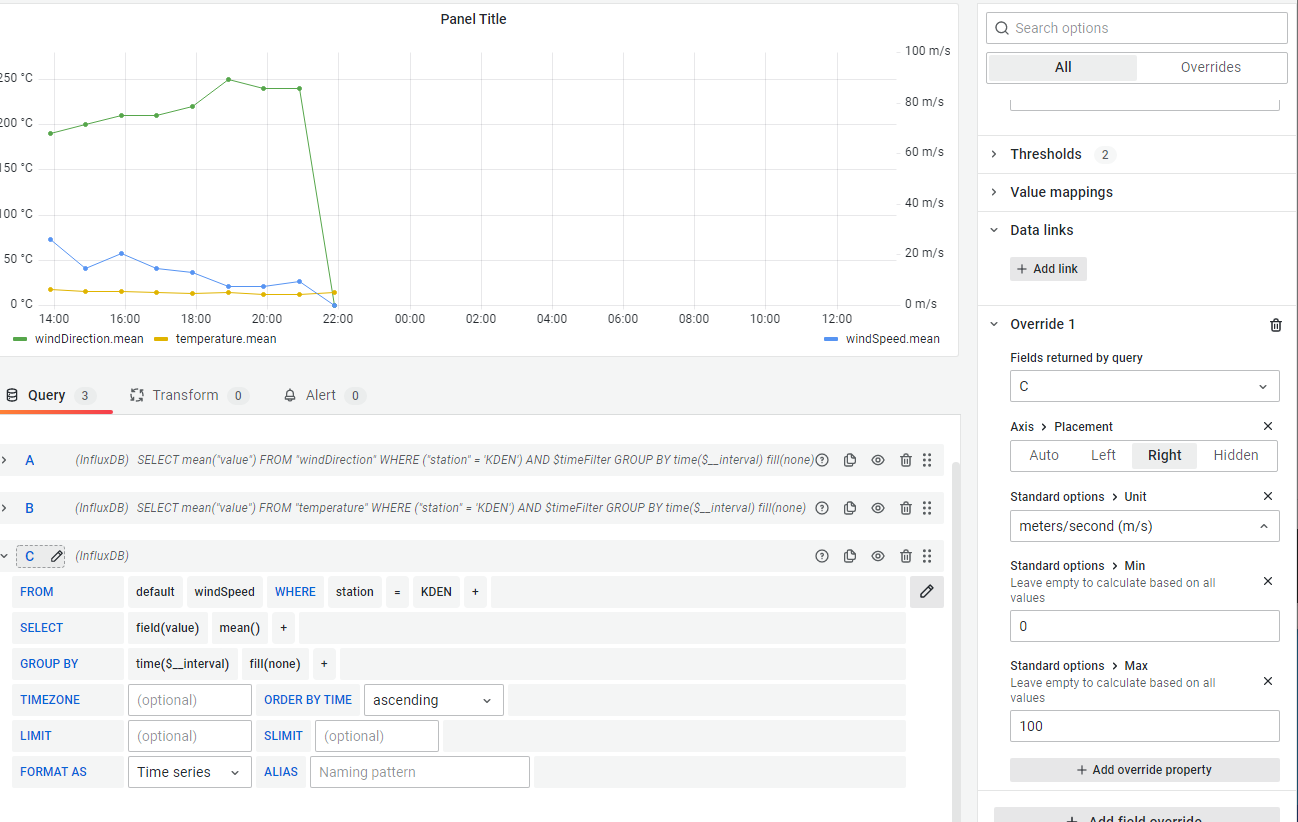 Panel Title
100 m/s
80 m/s
60 m/s
40 m/s
20 m/s
0 m/s
250 °C
200 °C
150 °C
100 °C
50 °C
0 °C
14:00 16:00 18:00 20:00 22:00 00:00 02:00 04:00 06:00 08:00 10:00 12:00
windDirection.mean temperature.mean windSpeed.mean
Query 3 Transform 0 Alert 0
A (InfluxDB) SELECT mean("value") FROM "windDirection" WHERE ("station" = 'KDEN') AND $timeFilter GROUP BY time($__interval) fill(none)
B (InfluxDB) SELECT mean("value") FROM "temperature" WHERE ("station" = 'KDEN') AND $timeFilter GROUP BY time($__interval) fill(none)
C (InfluxDB)
FROM default windSpeed WHERE station = KDEN +
SELECT field(value) mean() +
GROUP BY time($__interval) fill(none) +
TIMEZONE (optional) ORDER BY TIME ascending
LIMIT (optional) SLIMIT (optional)
FORMAT AS Time series ALIAS Naming pattern
Search options
All Overrides
Thresholds 2
Value mappings
Data links
+ Add link
Override 1
Fields returned by query
C
Axis > Placement
Auto Left Right Hidden
Standard options > Unit
meters/second (m/s)
Standard options > Min
Leave empty to calculate based on all
values
0
Standard options > Max
Leave empty to calculate based on all
values
100
+ Add override property
+ Add field override